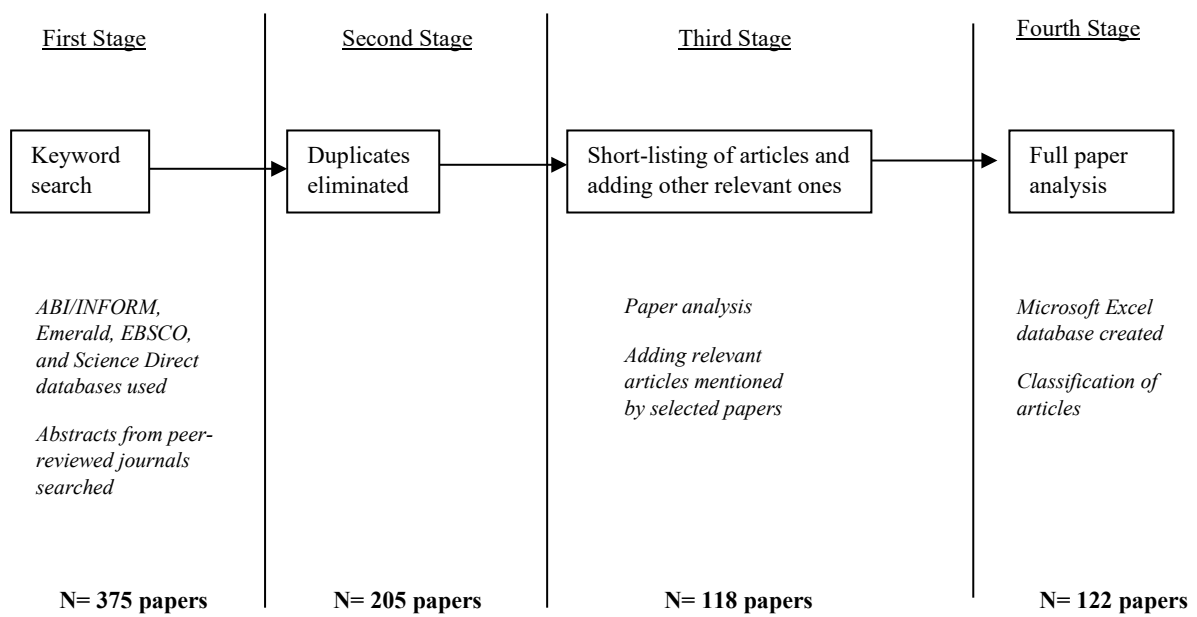 First Stage
Second Stage
Third Stage
Fourth Stage
Keyword
search
Duplicates
eliminated
Short-listing of articles and
adding other relevant ones
Full paper
analysis
ABI/INFORM,
Emerald, EBSCO,
and Science Direct
databases used
Abstracts from peer-
reviewed journals
searched
Paper analysis
Adding relevant
articles mentioned
by selected papers
Microsoft Excel
database created
Classification of
articles
N= 375 papers
N= 205 papers
N= 118 papers
N= 122 papers